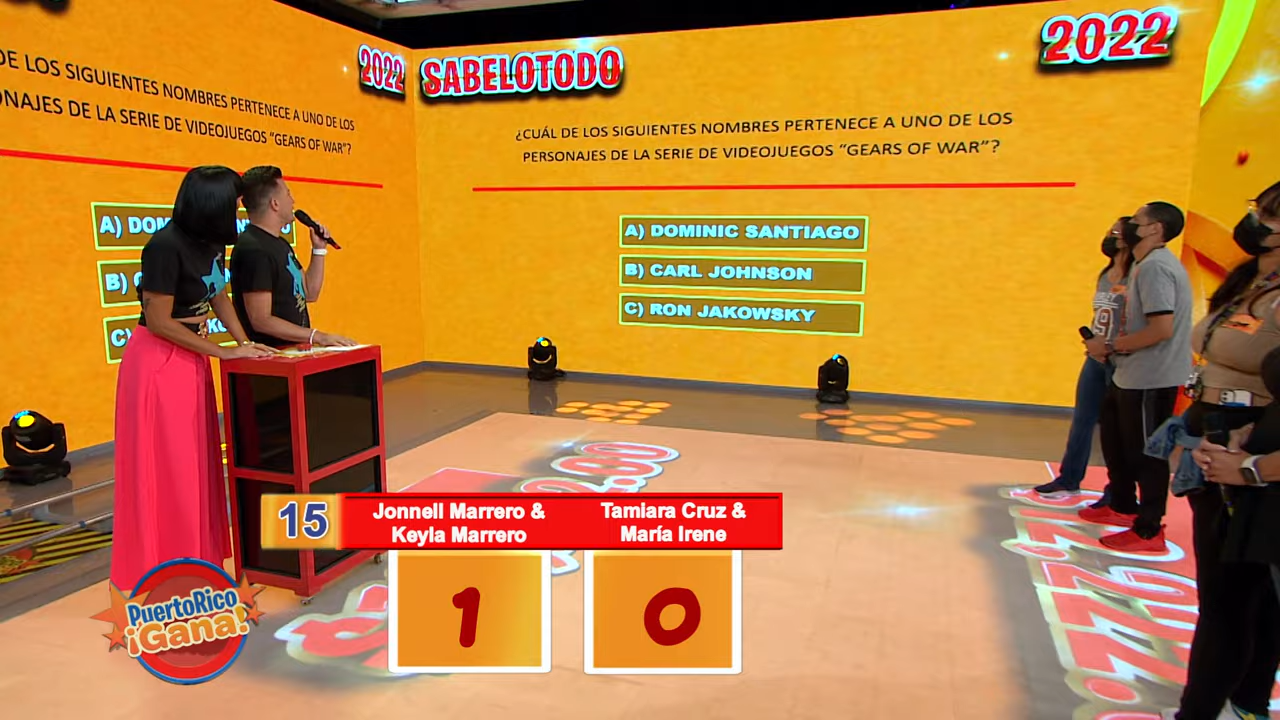 DE LOS SIGUIENTES NOMBRES PERTENECE A UNO DE LOS
ONAJES DE LA SERIE DE VIDEOJUEGOS "GEARS OF WAR"?
2022
A) DOM
B)
C)
SABELOTODO
2022
¿CUÁL DE LOS SIGUIENTES NOMBRES PERTENECE A UNO DE LOS
PERSONAJES DE LA SERIE DE VIDEOJUEGOS "GEARS OF WAR"?
A) DOMINIC SANTIAGO
B) CARL JOHNSON
C) RON JAKOWSKY
15
Jonnell Marrero &
Keyla Marrero
Tamiara Cruz &
María Irene
1
0
PuertoRico
¡Gana!